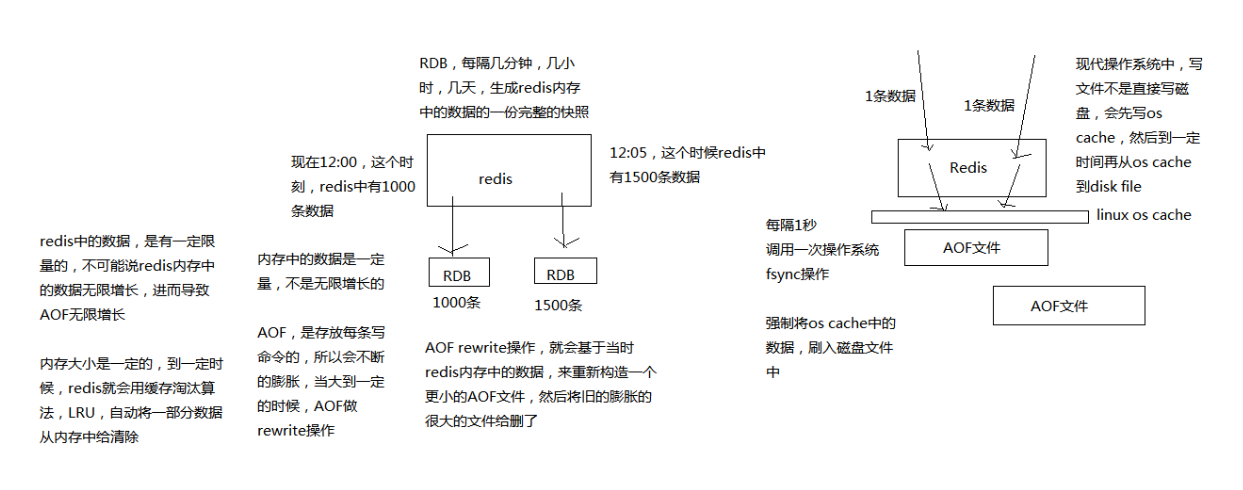 RDB，每隔几分钟，几小
时，几天，生成redis内存
中的数据的一份完整的快照
现在12:00，这个时
刻，redis中有1000
条数据
redis
12:05，这个时候redis中
有1500条数据
redis中的数据，是有一定限
量的，不可能说redis内存中
的数据无限增长，进而导致
AOF无限增长
内存中的数据是一定
量，不是无限增长的
RDB
1000条
RDB
1500条
内存大小是一定的，到一定时
候，redis就会用缓存淘汰算
法，LRU，自动将一部分数据
从内存中给清除
AOF，是存放每条写
命令的，所以会不断
的膨胀，当大到一定
的时候，AOF做
rewrite操作
AOF rewrite操作，就会基于当时
redis内存中的数据，来重新构造一个
更小的AOF文件，然后将旧的膨胀的
很大的文件给删了
1条数据
1条数据
现代操作系统中，写
文件不是直接写磁
盘，会先写os
cache，然后到一定
时间再从os cache
到disk file
Redis
linux os cache
每隔1秒
调用一次操作系统
fsync操作
AOF文件
AOF文件
强制将os cache中的
数据，刷入磁盘文件
中